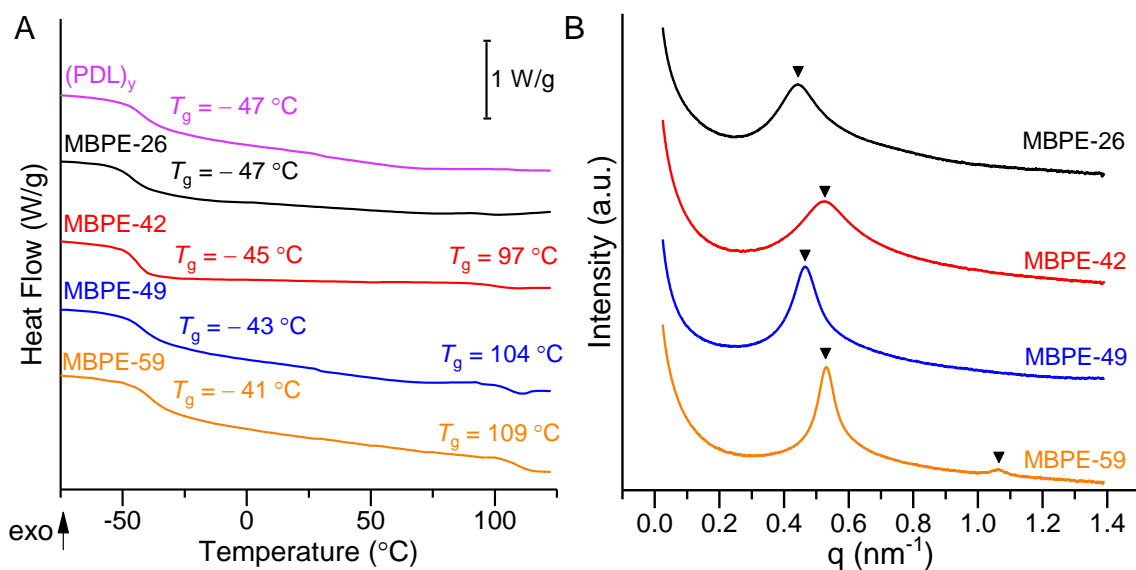 A
1 W/g
(PDL)y
Tg = – 47 °C
MBPE-26
Tg = – 47 °C
MBPE-42
Tg = – 45 °C
Tg = 97 °C
MBPE-49
Tg = – 43 °C
Tg = 104 °C
MBPE-59
Tg = – 41 °C
Tg = 109 °C
Heat Flow (W/g)
exo
-50 0 50 100
Temperature (°C)
B
MBPE-26
MBPE-42
MBPE-49
MBPE-59
Intensity (a.u.)
0.0 0.2 0.4 0.6 0.8 1.0 1.2 1.4
q (nm-1)